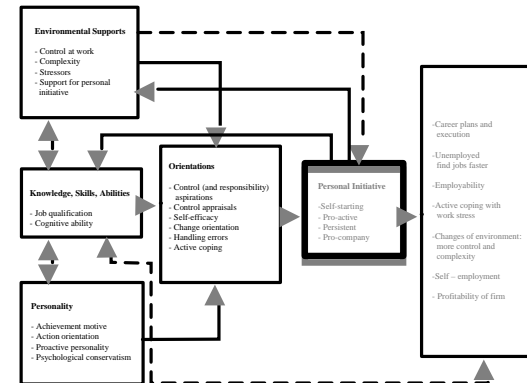 Environmental Supports
- Control at work
- Complexity
- Stressors
- Support for personal
initiative
Knowledge, Skills, Abilities
- Job qualification
- Cognitive ability
Personality
- Achievement motive
- Action orientation
- Proactive personality
- Psychological conservatism
Orientations
- Control (and responsibility)
aspirations
- Control appraisals
- Self-efficacy
- Change orientation
- Handling errors
- Active coping
Personal Initiative
-Self-starting
- Pro-active
- Persistent
- Pro-company
-Career plans and
execution
-Unemployed
find jobs faster
-Employability
-Active coping with
work stress
-Changes of environment:
more control and
complexity
-Self – employment
-Profitability of firm